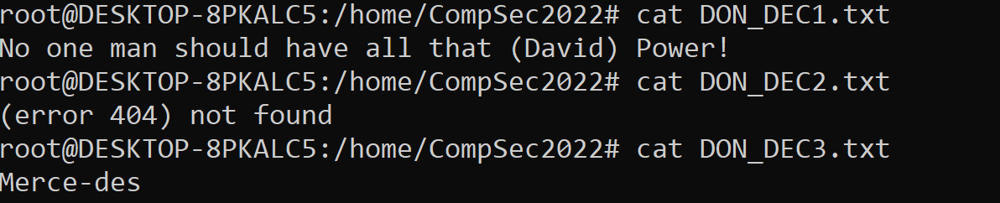 root@DESKTOP-8PKALC5:/home/CompSec2022# cat DON_DEC1.txt
No one man should have all that (David) Power!
root@DESKTOP-8PKALC5:/home/CompSec2022# cat DON_DEC2.txt
(error 404) not found
root@DESKTOP-8PKALC5:/home/CompSec2022# cat DON_DEC3.txt
Merce-des